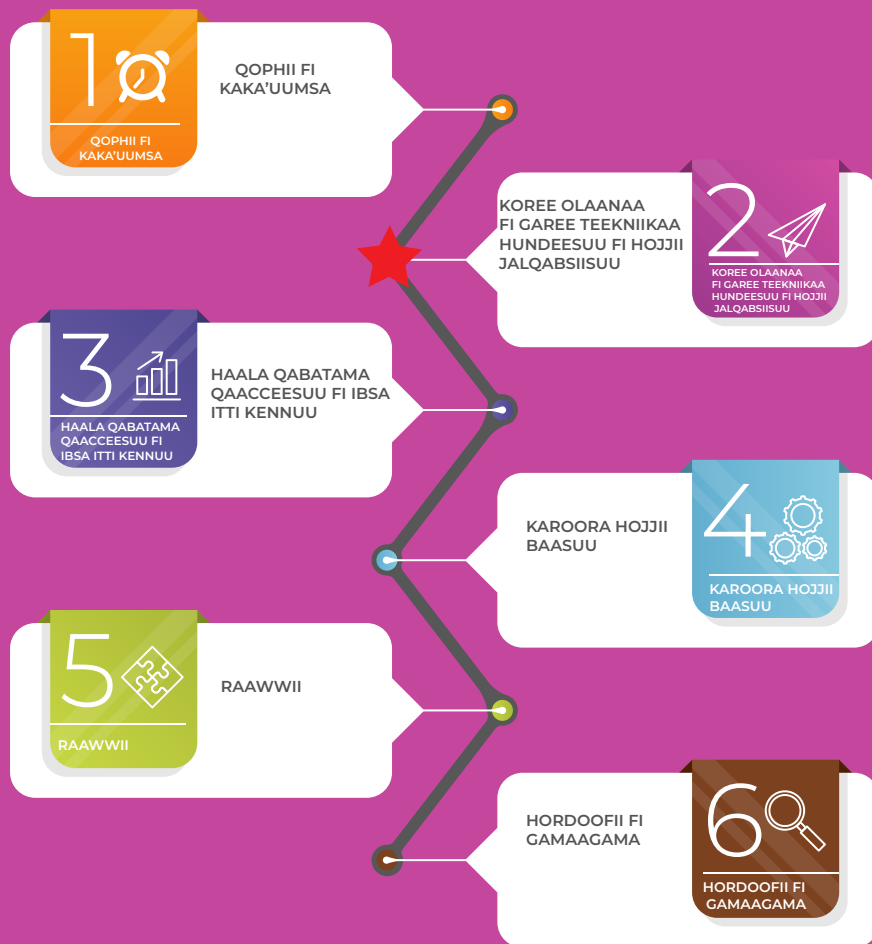 1
QOPHII FI
KAKA'UUMSA
QOPHII FI
KAKA'UUMSA
2
KOREE OLAANAA
FI GAREE TEEKNIIKAA
HUNDEESUU FI HOJJII
JALQABSIISUU
KOREE OLAANAA
FI GAREE TEEKNIIKAA
HUNDEESUU FI HOJJII
JALQABSIISUU
3
HAALA QABATAMA
QAACCEESUU FI
IBSA ITTI KENNUU
HAALA QABATAMA
QAACCEESUU FI IBSA
ITTI KENNUU
4
KAROORA HOJJII
BAASUU
KAROORA HOJJII
BAASUU
5
RAAWWII
RAAWWII
6
HORDOOFII FI
GAMAAGAMA
HORDOOFII FI
GAMAAGAMA